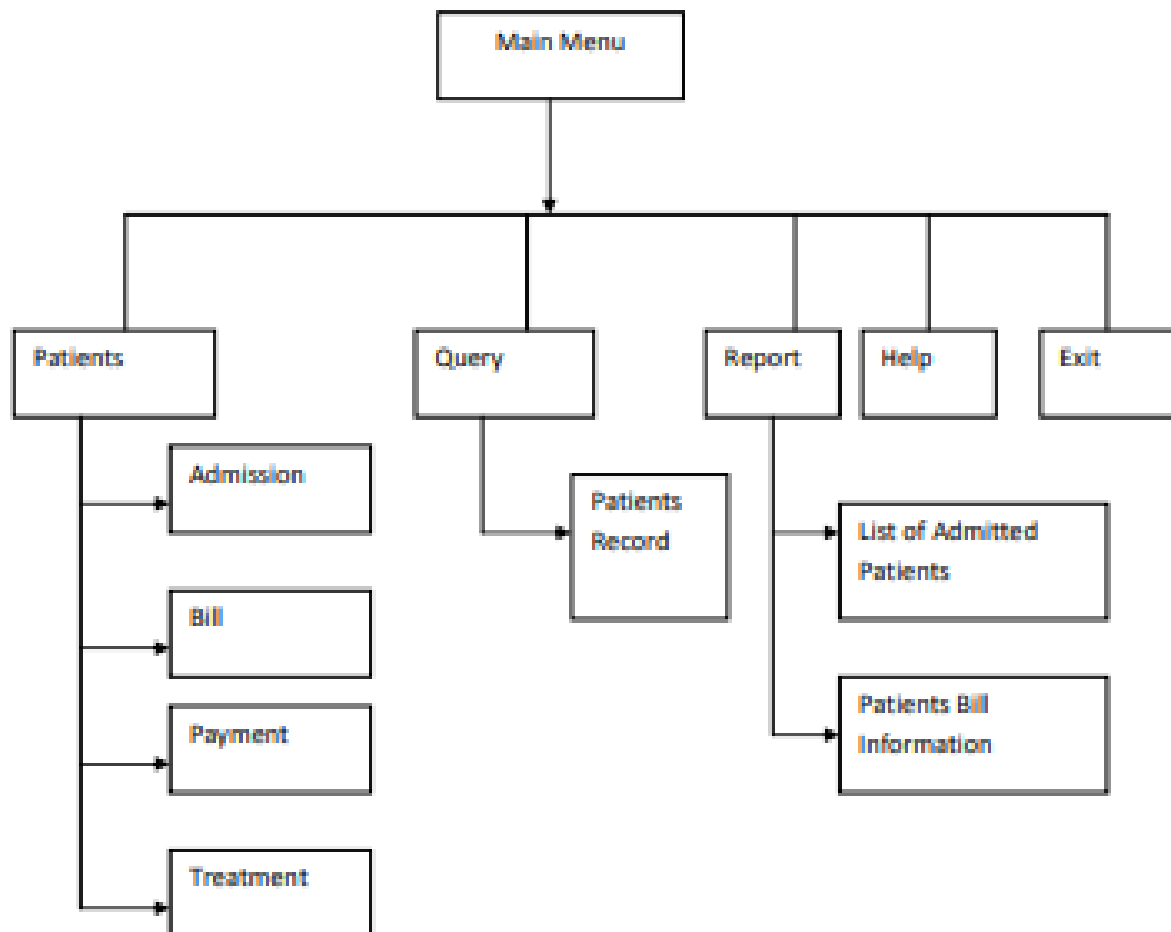 Main Menu
Patients
Query
Report
Help
Exit
Admission
Bill
Payment
Treatment
Patients
Record
List of Admitted
Patients
Patients Bill
Information